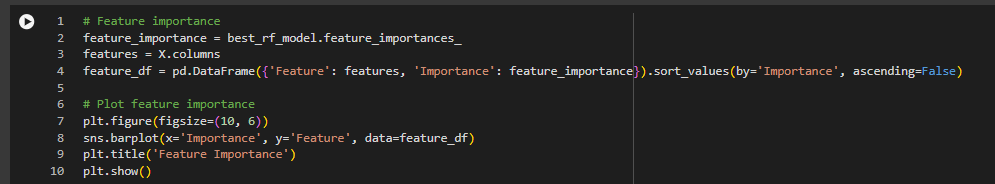 1 # Feature importance
2 feature_importance = best_rf_model.feature_importances_
3 features = X.columns
4 feature_df = pd.DataFrame({'Feature': features, 'Importance': feature_importance}).sort_values(by='Importance', ascending=False)
5
6 # Plot feature importance
7 plt.figure(figsize=(10, 6))
8 sns.barplot(x='Importance', y='Feature', data=feature_df)
9 plt.title('Feature Importance')
10 plt.show()